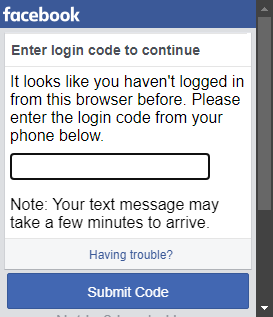 facebook
Enter login code to continue
It looks like you haven't logged in
from this browser before. Please
enter the login code from your
phone below.
Note: Your text message may
take a few minutes to arrive.
Having trouble?
Submit Code